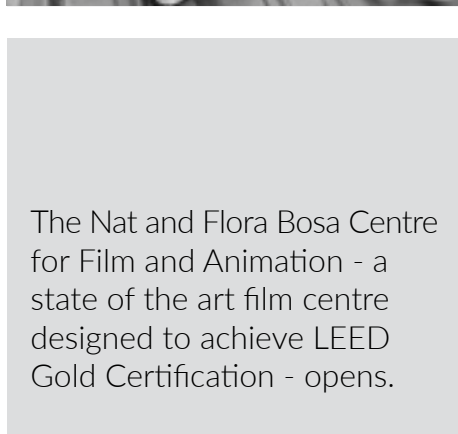 The Nat and Flora Bosa Centre
for Film and Animation - a
state of the art film centre
designed to achieve LEED
Gold Certification - opens.